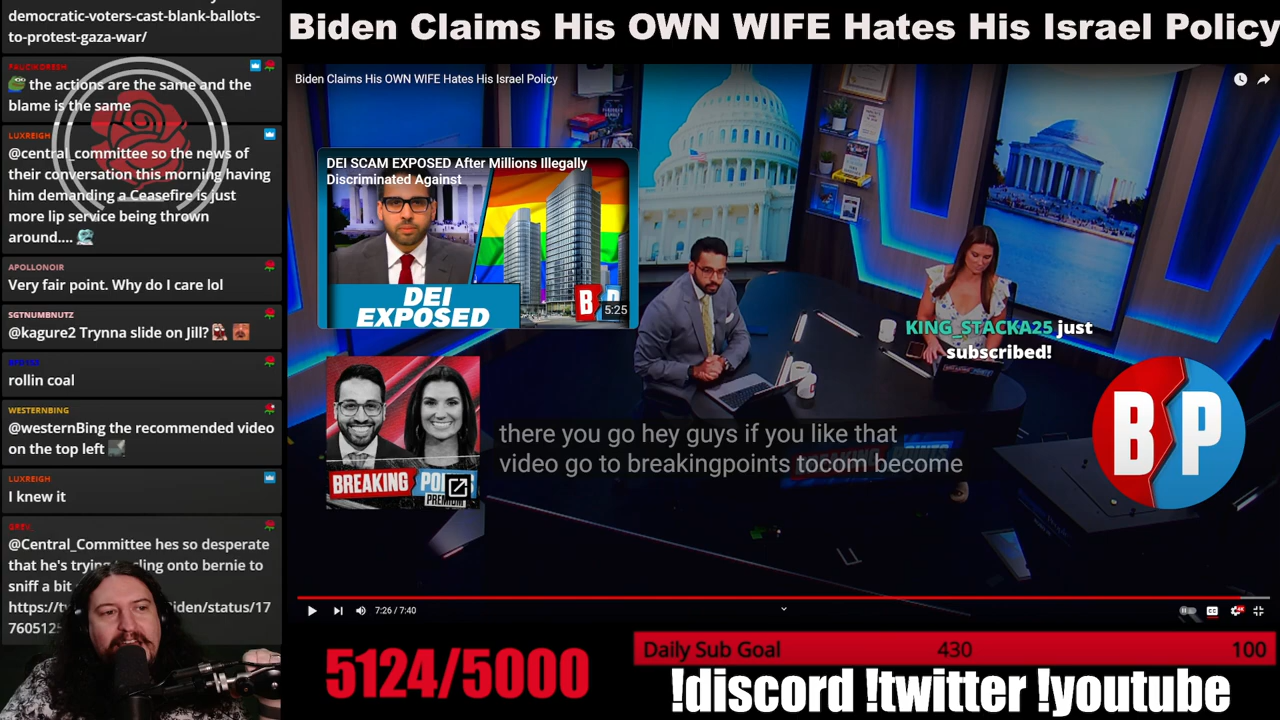 democratic-voters-cast-blank-ballots-
to-protest-gaza-war/
the actions are the same and the
blame is the same
LUXREIGH
@central_committee so the news of
their conversation this morning having
him demanding a Ceasefire is just
more lip service being thrown
around....
APOLLONOIR
Very fair point. Why do I care lol
SGTNUMBNUTZ
@kagure2 Trynna slide on Jill?
rollin coal
WESTERNBING
@westernBing the recommended video
on the top left
LUXREIGH
I knew it
@Central_Committee hes so desperate
that he's
onto bernie to
sniff a bit
Biden Claims His OWN WIFE Hates His Israel Policy
Biden Claims His OWN WIFE Hates His Israel Policy
DEI SCAM EXPOSED After Millions Illegally
Discriminated Against
DEI
EXPOSED
B
5:25
KING_STACKA25 just
subscribed!
BREAKING
PREMIUM
there you go hey guys if you like that
video go to breakingpoints tocom become
BP
7:26 / 7:40
5124/5000
Daily Sub Goal 430 100
!discord !twitter !youtube